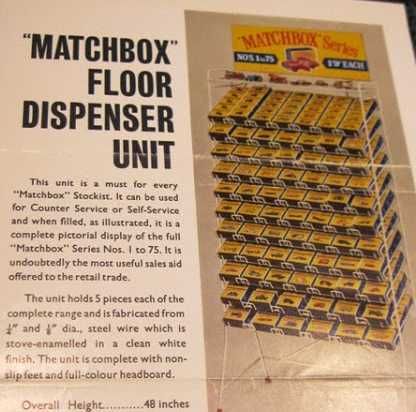 "MATCHBOX"
FLOOR
DISPENSER
UNIT
This unit is a must for every
"Matchbox" Stockist. It can be used
for Counter Service or Self-Service
and when filled, as illustrated, it is a
complete pictorial display of the full
"Matchbox" Series Nos. 1 to 75. It is
undoubtedly the most useful sales aid
offered to the retail trade.
The unit holds 5 pieces each of the
complete range and is fabricated from
and dia., steel wire which is
stove-enamelled in a clean white
finish. The unit is complete with non-
slip feet and full-colour headboard.
Overall Height...........48 inches
"MATCHBOX" Series
NOS 1 to 75
EACH